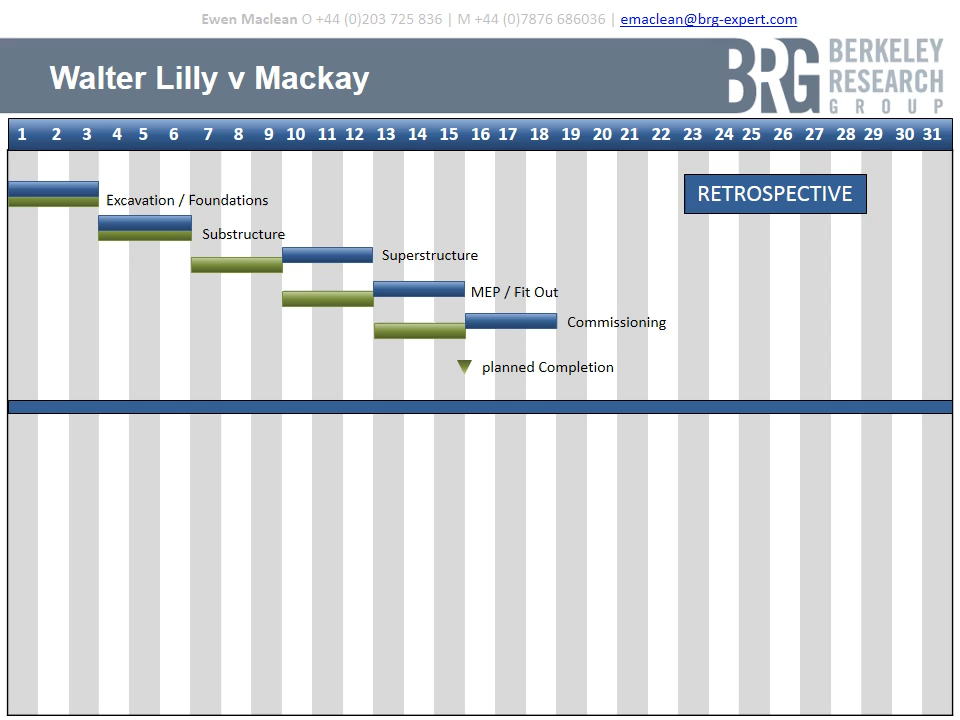 Ewen Maclean O +44 (0)203 725 836 | M +44 (0)7876 686036 | emaclean@brg-expert.com
Walter Lilly v Mackay
BRG BERKELEY RESEARCH GROUP
1 2 3 4 5 6 7 8 9 10 11 12 13 14 15 16 17 18 19 20 21 22 23 24 25 26 27 28 29 30 31
RETROSPECTIVE
Excavation / Foundations
Substructure
Superstructure
MEP / Fit Out
Commissioning
planned Completion